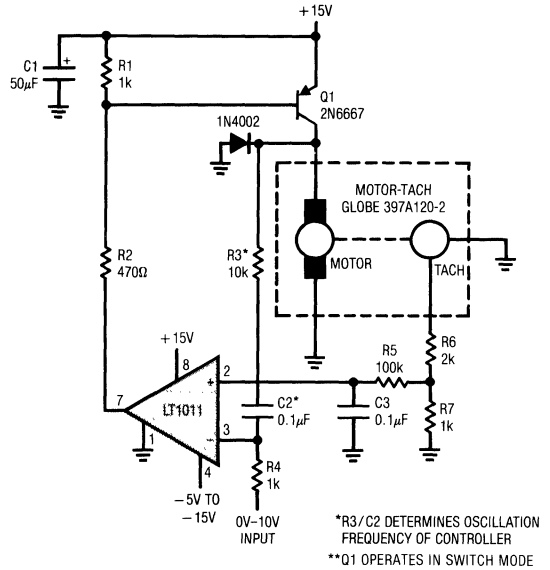 +15V
C1
50μF
+
R1
1k
Q1
2N6667
1N4002
MOTOR-TACH
GLOBE 397A120-2
R2
470Ω
R3*
10k
MOTOR
TACH
+15V
R6
2k
R5
100k
8
2
+
7
LT1011
C2*
0.1μF
C3
0.1μF
R7
1k
1
−
3
4
R4
1k
−5V TO
−15V
0V–10V
INPUT
*R3/C2 DETERMINES OSCILLATION
FREQUENCY OF CONTROLLER
**Q1 OPERATES IN SWITCH MODE